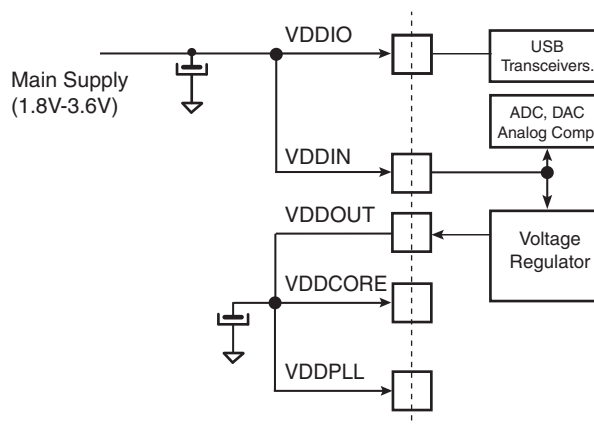 VDDIO
USB
Transceivers.
Main Supply
(1.8V-3.6V)
ADC, DAC
Analog Comp.
VDDIN
VDDOUT
Voltage
Regulator
VDDCORE
VDDPLL